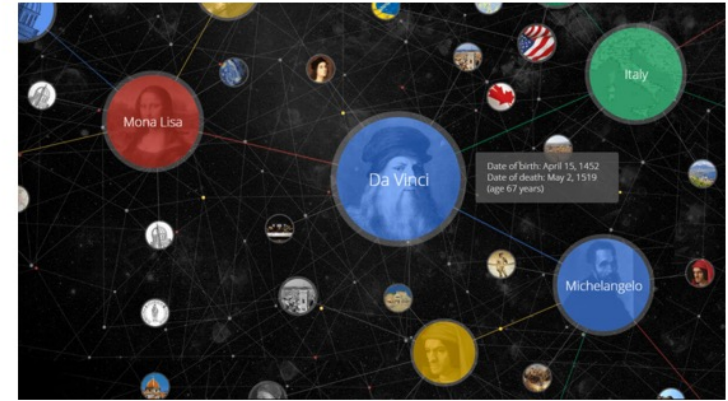 Italy
Mona Lisa
Da Vinci
Date of birth: April 15, 1452
Date of death: May 2, 1519
(age 67 years)
Michelangelo